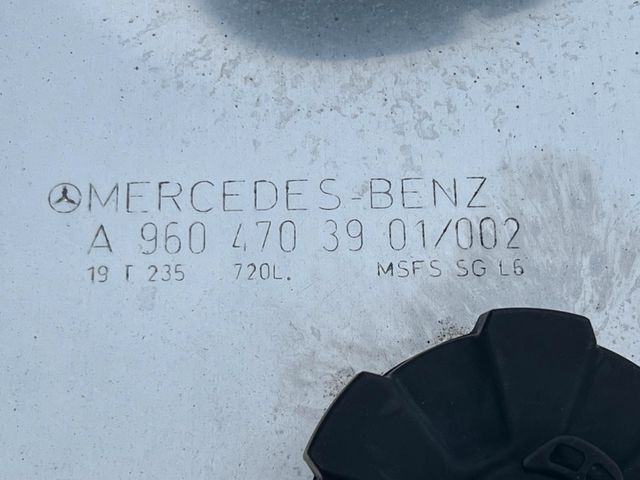 MERCEDES-BENZ
A 960 470 39 01/002
19 T 235 720L. MSFS SG L6